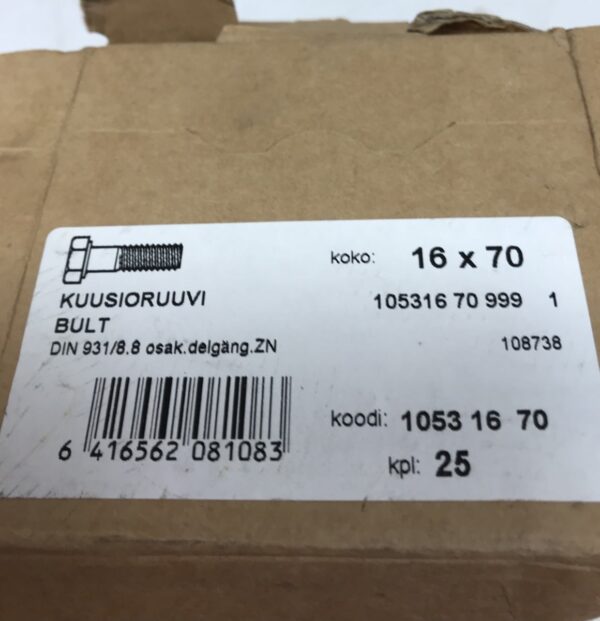 koko: 16 x 70
KUUSIORUUVI
105316 70 999 1
BULT
DIN 931/8.8 osak.delgäng.ZN
108738
koodi: 1053 16 70
6 416562 081083
kpl: 25